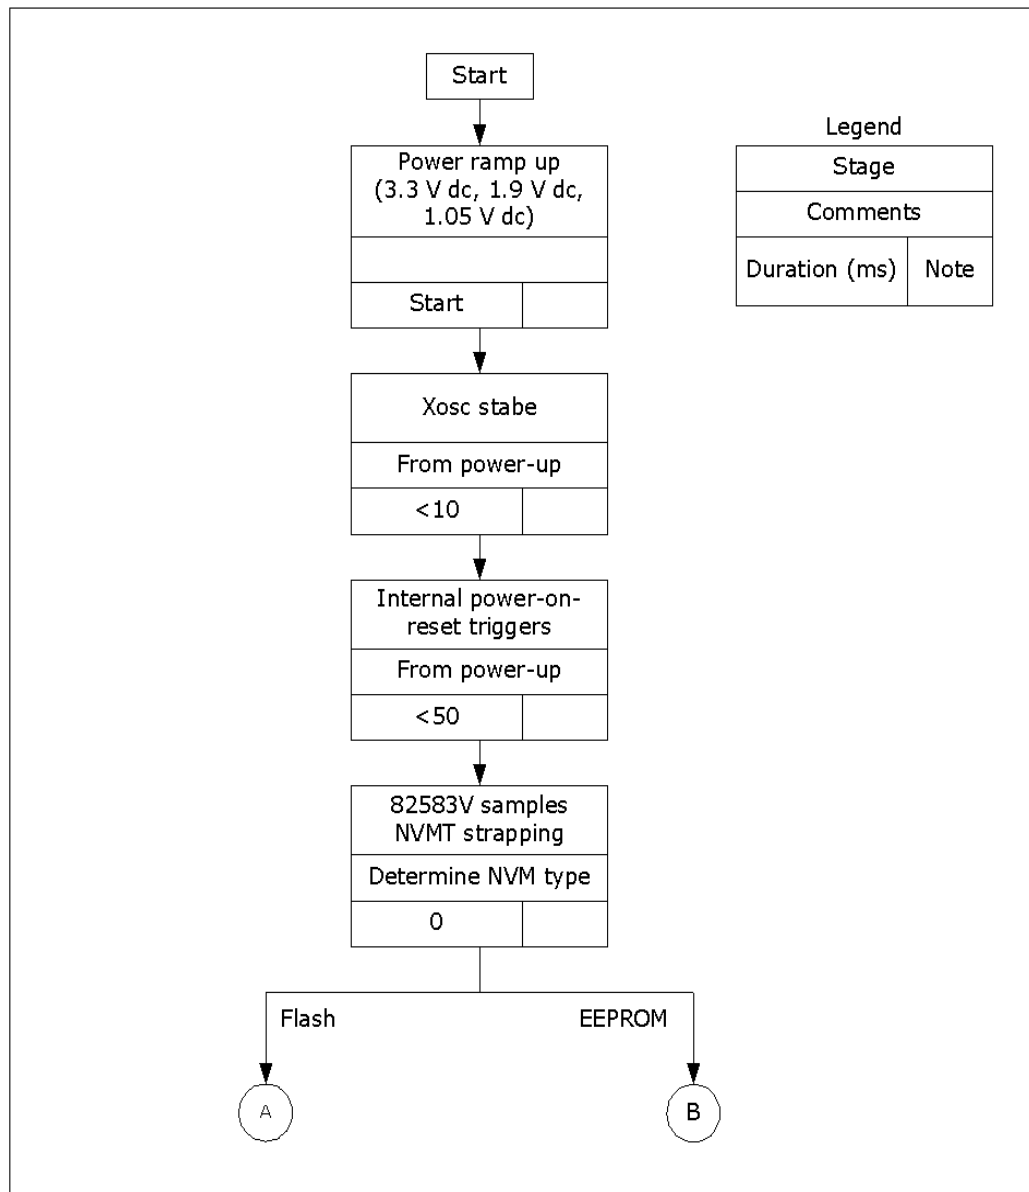 Start
Legend
Power ramp up
(3.3 V dc, 1.9 V dc,
1.05 V dc)
Start
Stage
Comments
Duration (ms) Note
Xosc stabe
From power-up
<10
Internal power-on-
reset triggers
From power-up
<50
82583V samples
NVMT strapping
Determine NVM type
0
Flash
EEPROM
A
B